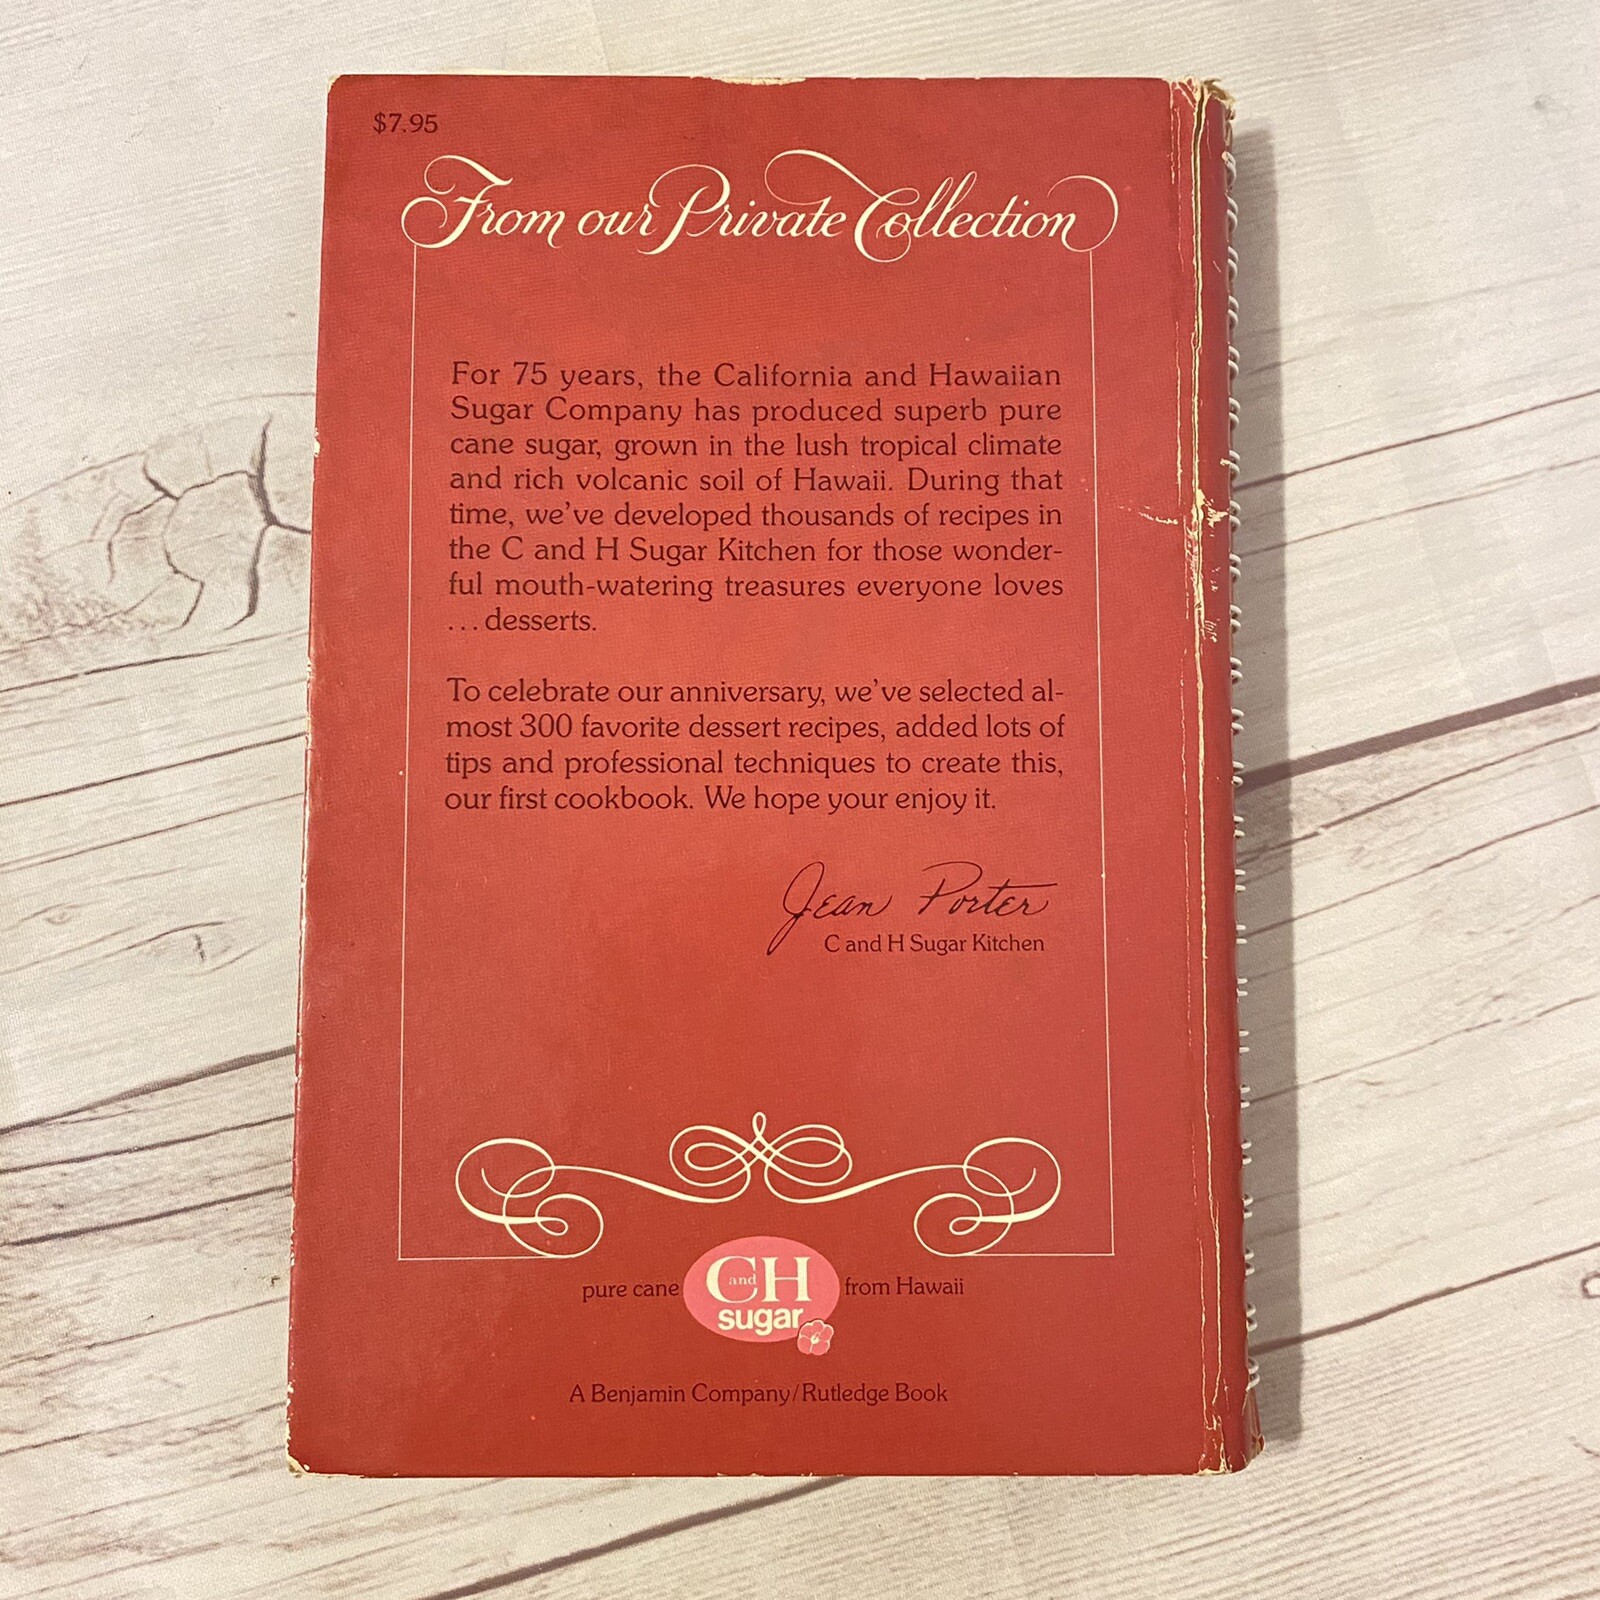 $7.95
From our Private Collection
For 75 years, the California and Hawaiian
Sugar Company has produced superb pure
cane sugar, grown in the lush tropical climate
and rich volcanic soil of Hawaii. During that
time, we've developed thousands of recipes in
the C and H Sugar Kitchen for those wonder-
ful mouth-watering treasures everyone loves
...desserts.
To celebrate our anniversary, we've selected al-
most 300 favorite dessert recipes, added lots of
tips and professional techniques to create this,
our first cookbook. We hope your enjoy it.
Jean Porter
C and H Sugar Kitchen
pure cane C and H from Hawaii
sugar
A Benjamin Company/Rutledge Book